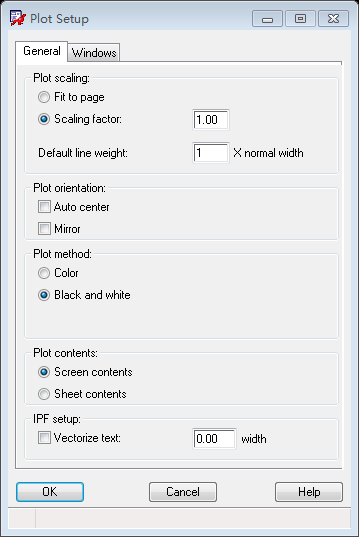 Plot Setup
General Windows
Plot scaling:
Fit to page
Scaling factor: 1.00
Default line weight: 1 X normal width
Plot orientation:
Auto center
Mirror
Plot method:
Color
Black and white
Plot contents:
Screen contents
Sheet contents
IPF setup:
Vectorize text: 0.00 width
OK Cancel Help